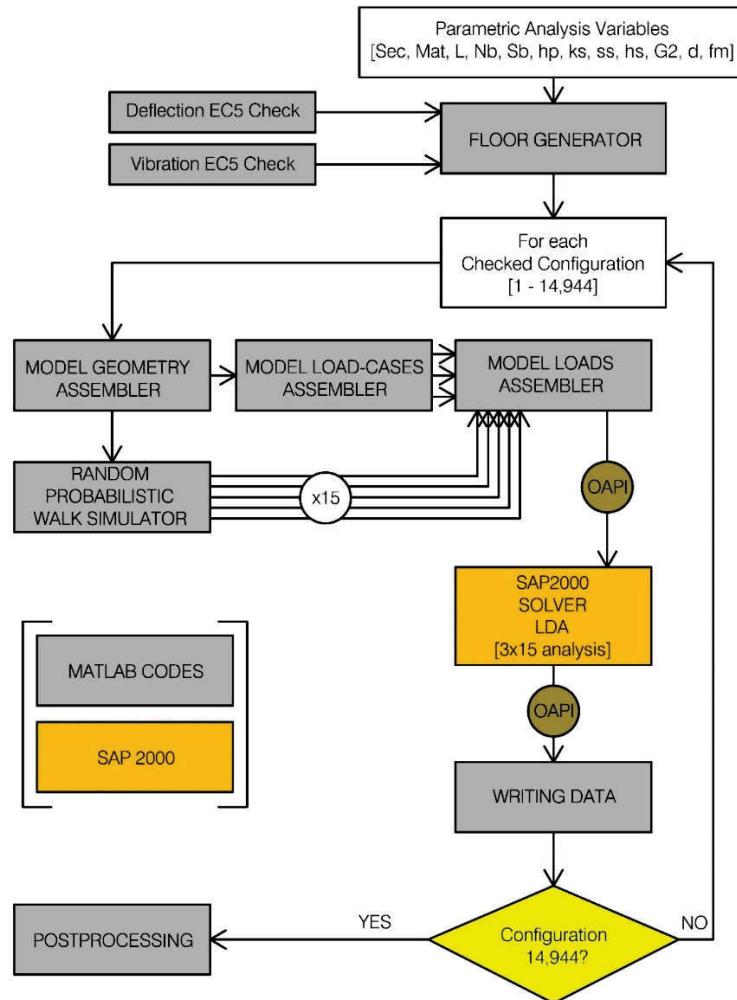 Parametric Analysis Variables
[Sec, Mat, L, Nb, Sb, hp, ks, ss, hs, G2, d, fm]
Deflection EC5 Check
Vibration EC5 Check
FLOOR GENERATOR
For each
Checked Configuration
[1 - 14,944]
MODEL GEOMETRY
ASSEMBLER
MODEL LOAD-CASES
ASSEMBLER
MODEL LOADS
ASSEMBLER
RANDOM
PROBABILISTIC
WALK SIMULATOR
x15
OAPI
SAP2000
SOLVER
LDA
[3x15 analysis]
MATLAB CODES
SAP 2000
OAPI
WRITING DATA
POSTPROCESSING
YES
Configuration
14,944?
NO